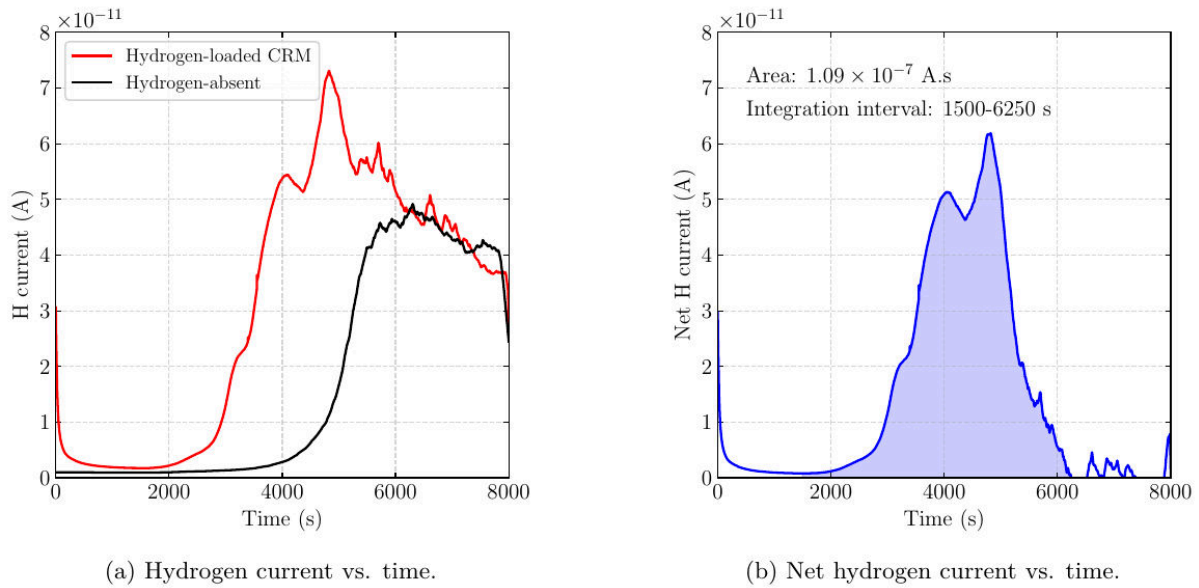 ×10−11
8
7
6
5
4
3
2
1
0
H current (A)
Hydrogen-loaded CRM
Hydrogen-absent
0 2000 4000 6000 8000
Time (s)
(a) Hydrogen current vs. time.
×10−11
8
7
6
5
4
3
2
1
0
Net H current (A)
Area: 1.09 × 10−7 A.s
Integration interval: 1500-6250 s
0 2000 4000 6000 8000
Time (s)
(b) Net hydrogen current vs. time.